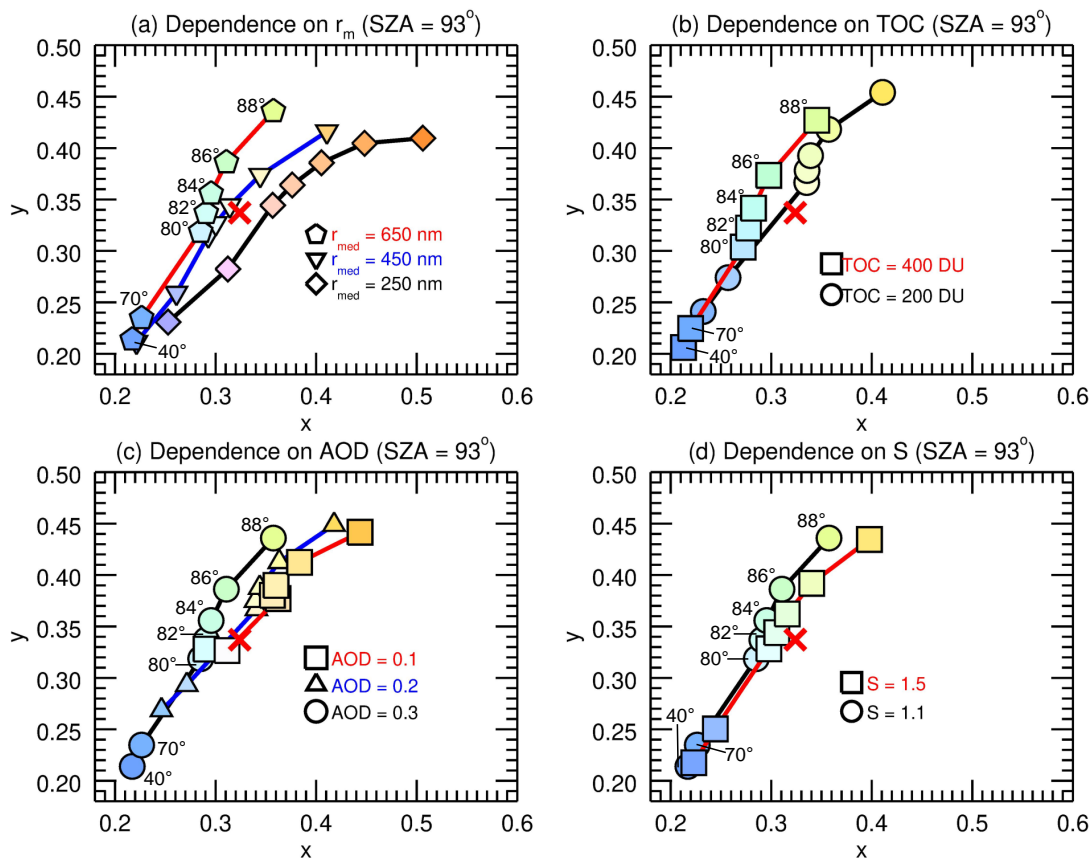 (a) Dependence on rm (SZA = 93o)
0.50
0.45
0.40
0.35
0.30
0.25
0.20
y
88°
86°
84°
82°
80°
70°
40°
rmed = 650 nm
rmed = 450 nm
rmed = 250 nm
0.2 0.3 0.4 0.5 0.6
x
(b) Dependence on TOC (SZA = 93o)
0.50
0.45
0.40
0.35
0.30
0.25
0.20
y
88°
86°
84°
82°
80°
70°
40°
TOC = 400 DU
TOC = 200 DU
0.2 0.3 0.4 0.5 0.6
x
(c) Dependence on AOD (SZA = 93o)
0.50
0.45
0.40
0.35
0.30
0.25
0.20
y
88°
86°
84°
82°
80°
70°
40°
AOD = 0.1
AOD = 0.2
AOD = 0.3
0.2 0.3 0.4 0.5 0.6
x
(d) Dependence on S (SZA = 93o)
0.50
0.45
0.40
0.35
0.30
0.25
0.20
y
88°
86°
84°
82°
80°
40°
70°
S = 1.5
S = 1.1
0.2 0.3 0.4 0.5 0.6
x